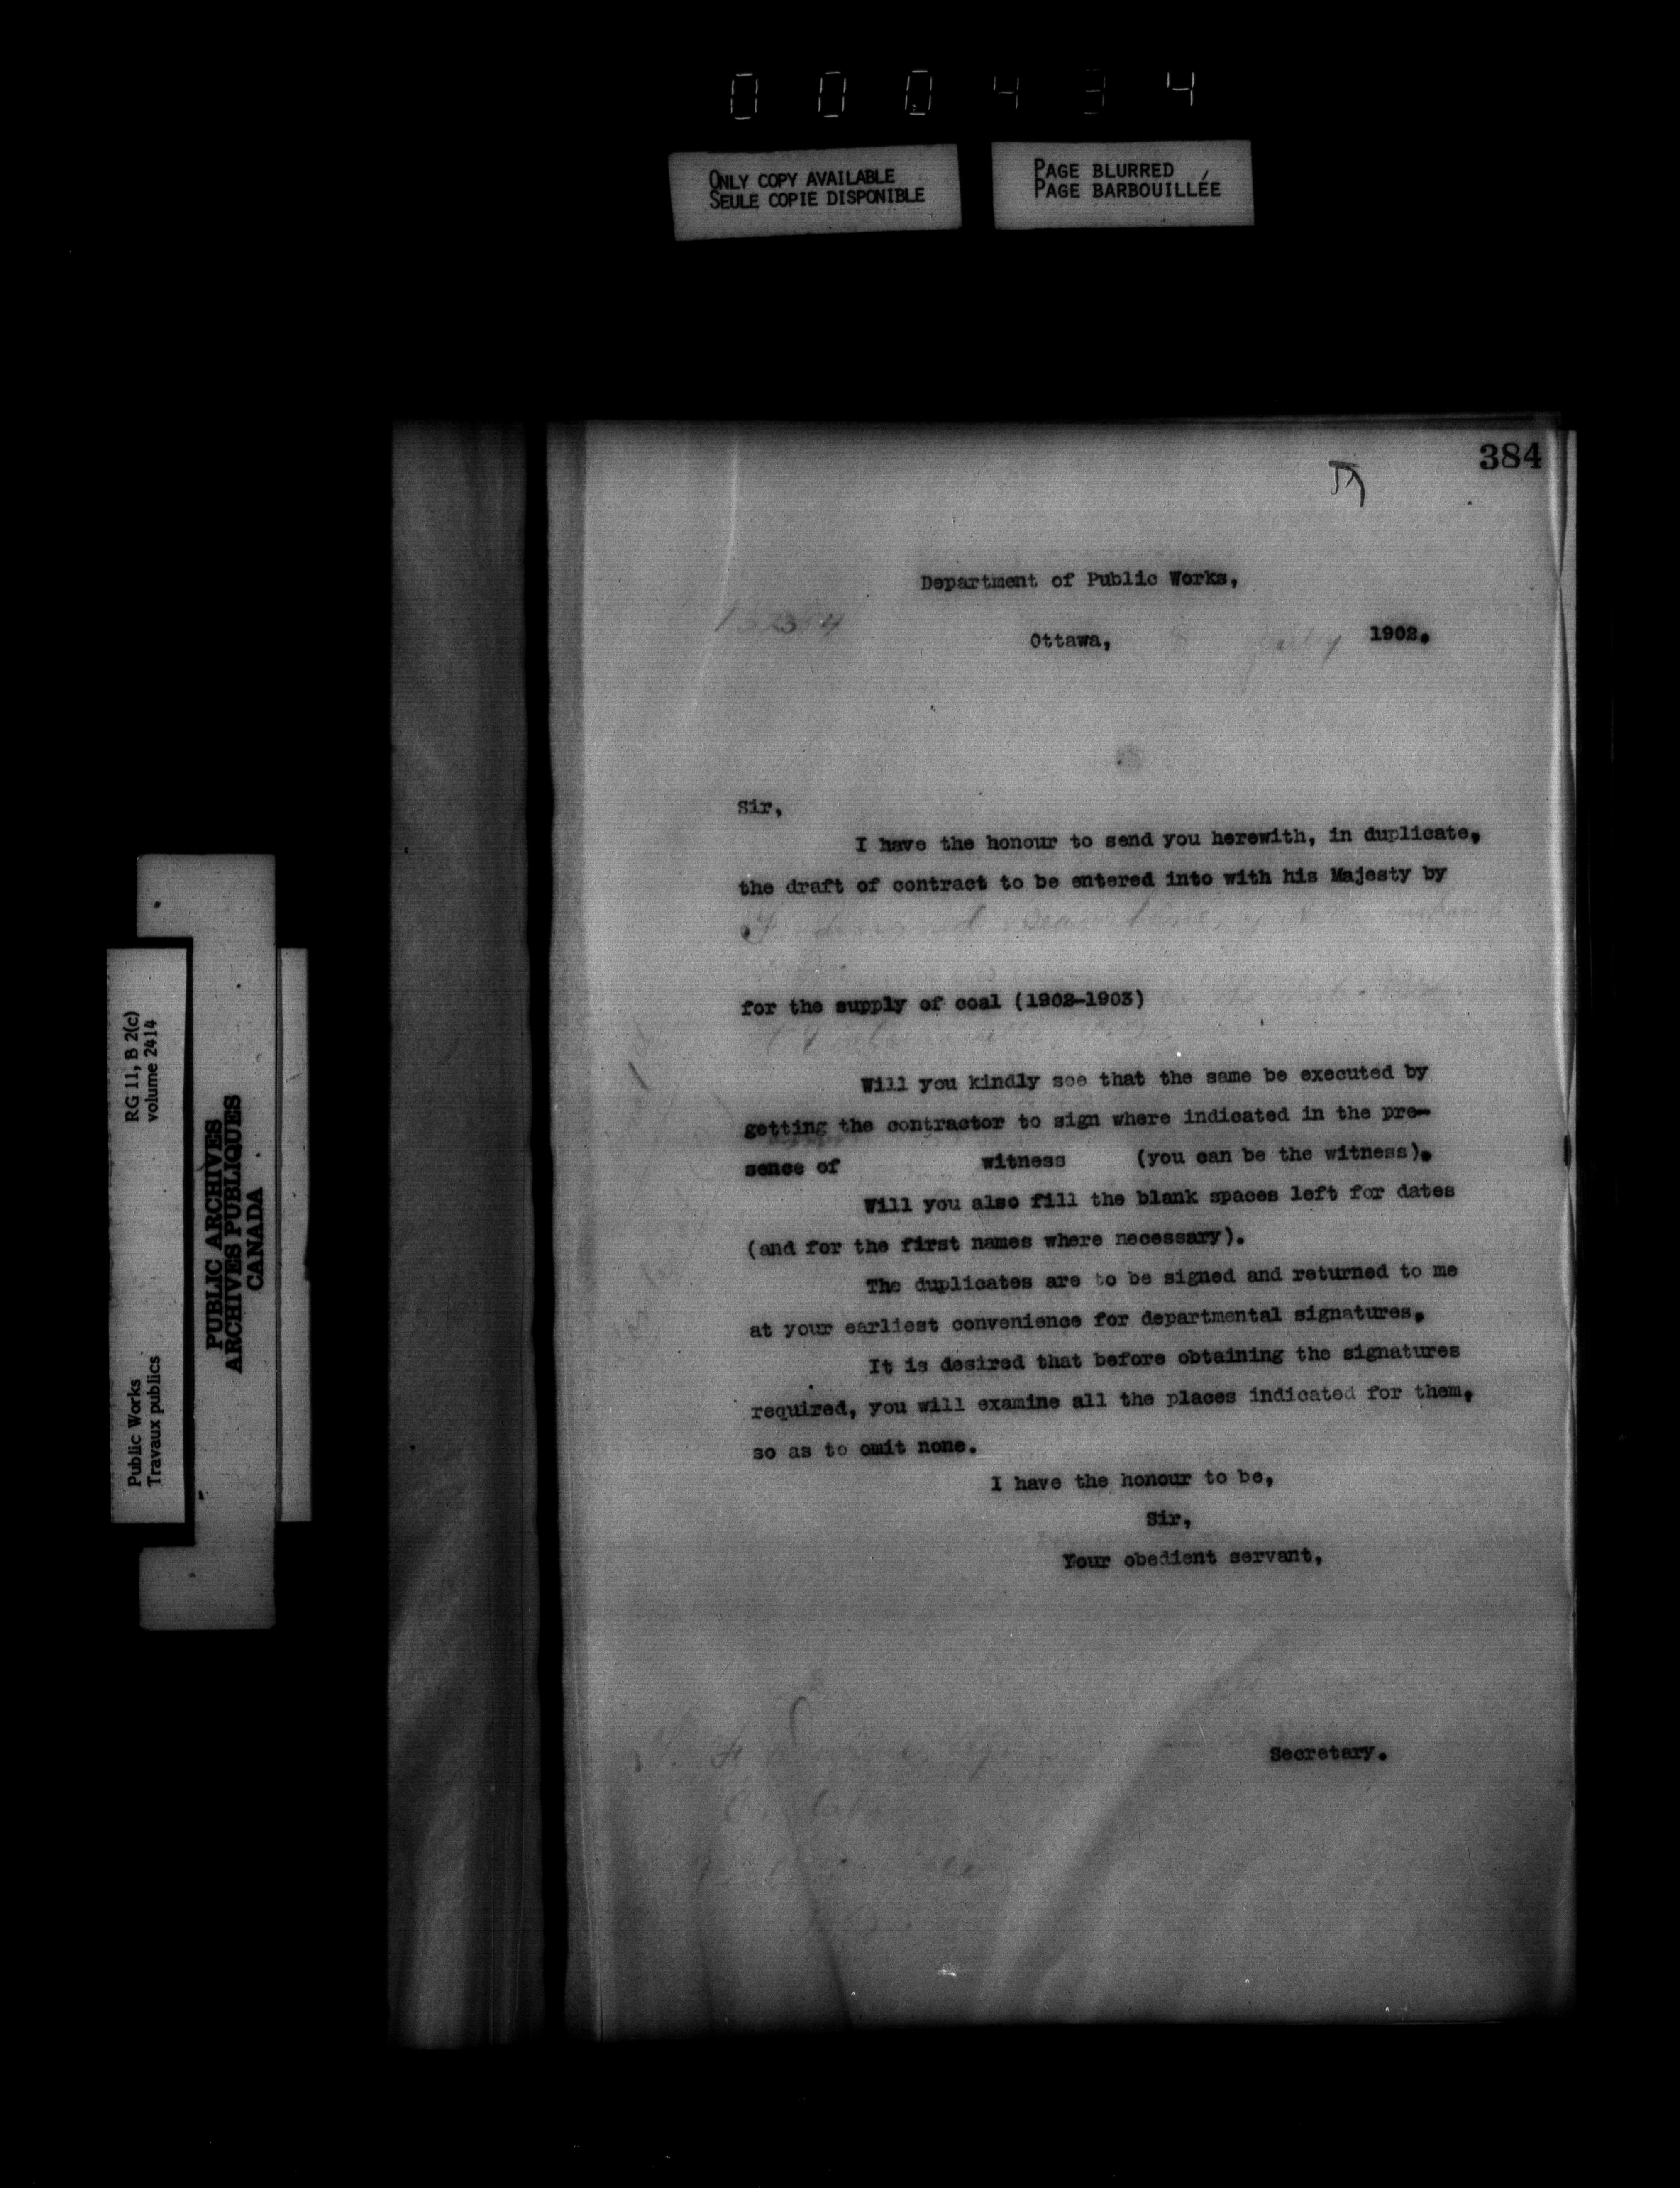 000434
ONLY COPY AVAILABLE
SEULE COPIE DISPONIBLE
PAGE BLURRED
PAGE BARBOUILLÉE
384
Department of Public Works,
Ottawa, 8 July 1902.
Sir,
I have the honour to send you herewith, in duplicate,
the draft of contract to be entered into with his Majesty by
for the supply of coal (1902-1903)
Will you kindly see that the same be executed by
getting the contractor to sign where indicated in the pre-
sence of witness (you can be the witness).
Will you also fill the blank spaces left for dates
(and for the first names where necessary).
The duplicates are to be signed and returned to me
at your earliest convenience for departmental signatures.
It is desired that before obtaining the signatures
required, you will examine all the places indicated for them,
so as to omit none.
I have the honour to be,
Sir,
Your obedient servant,
Secretary.
Public Works
Travaux publics
RG 11, B 2(c)
volume 2414
PUBLIC ARCHIVES
ARCHIVES PUBLIQUES
CANADA